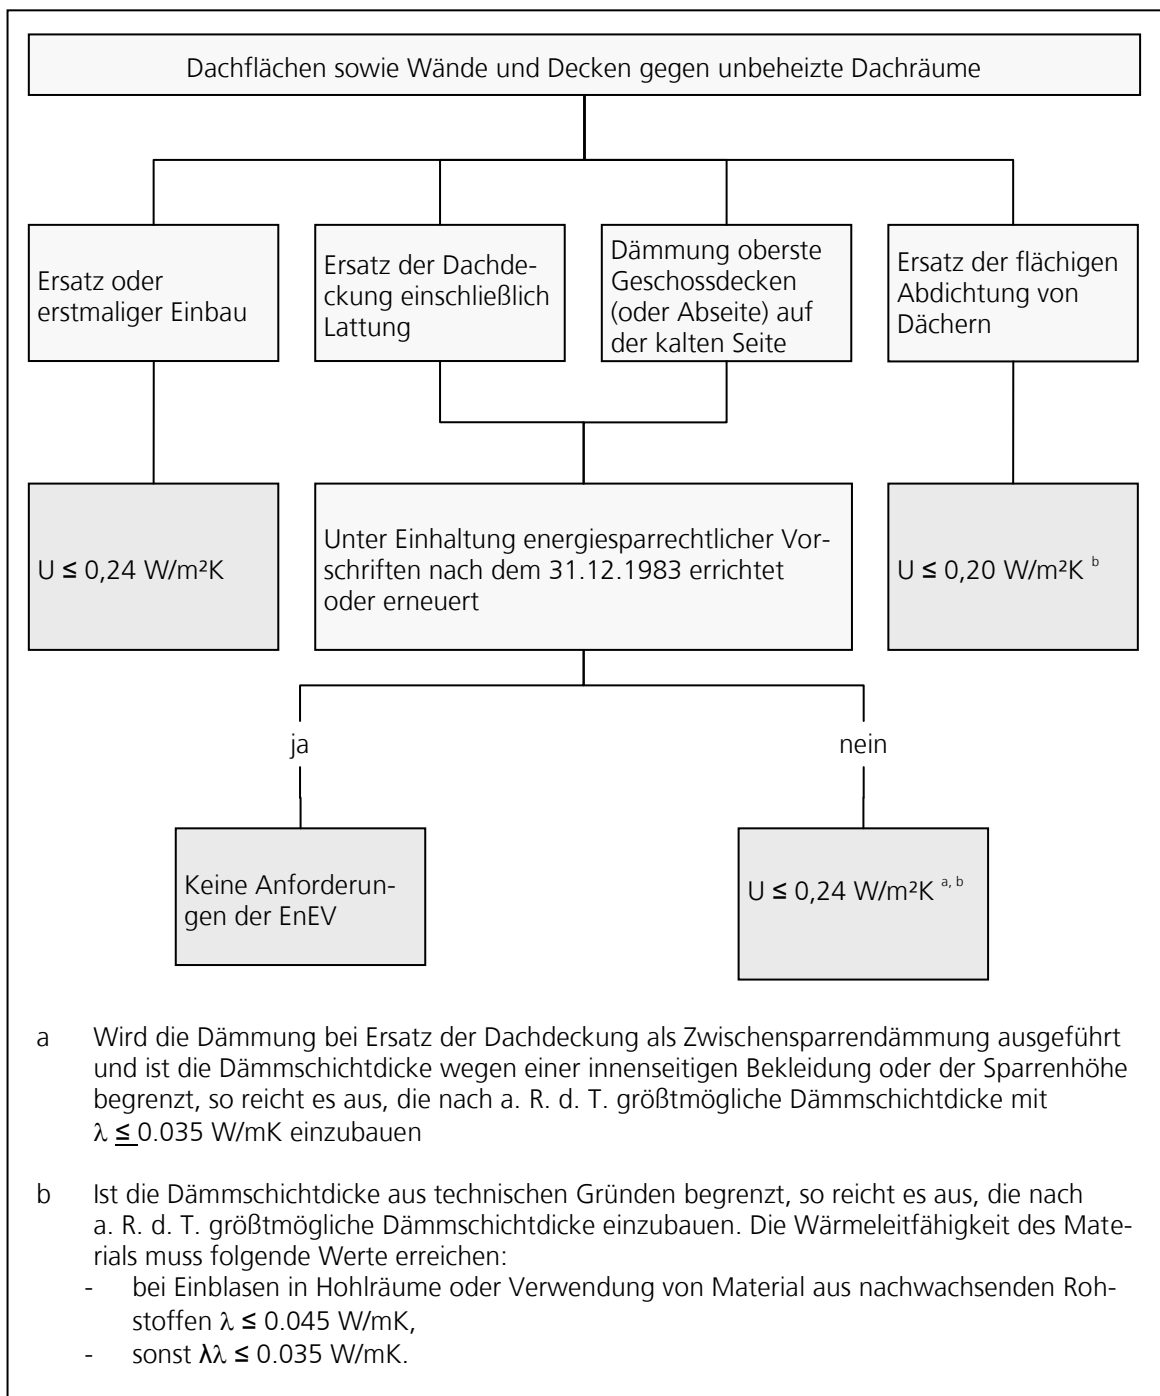 Dachflächen sowie Wände und Decken gegen unbeheizte Dachräume
Ersatz oder
erstmaliger Einbau
Ersatz der Dachde-
ckung einschließlich
Lattung
Dämmung oberste
Geschossdecken
(oder Abseite) auf
der kalten Seite
Ersatz der flächigen
Abdichtung von
Dächern
U ≤ 0,24 W/m²K
Unter Einhaltung energiesparrechtlicher Vor-
schriften nach dem 31.12.1983 errichtet
oder erneuert
U ≤ 0,20 W/m²K b
ja
nein
Keine Anforderun-
gen der EnEV
U ≤ 0,24 W/m²K a, b
a Wird die Dämmung bei Ersatz der Dachdeckung als Zwischensparrendämmung ausgeführt
und ist die Dämmschichtdicke wegen einer innenseitigen Bekleidung oder der Sparrenhöhe
begrenzt, so reicht es aus, die nach a. R. d. T. größtmögliche Dämmschichtdicke mit
λ ≤ 0.035 W/mK einzubauen
b Ist die Dämmschichtdicke aus technischen Gründen begrenzt, so reicht es aus, die nach
a. R. d. T. größtmögliche Dämmschichtdicke einzubauen. Die Wärmeleitfähigkeit des Mate-
rials muss folgende Werte erreichen:
- bei Einblasen in Hohlräume oder Verwendung von Material aus nachwachsenden Roh-
stoffen λ ≤ 0.045 W/mK,
- sonst λλ ≤ 0.035 W/mK.